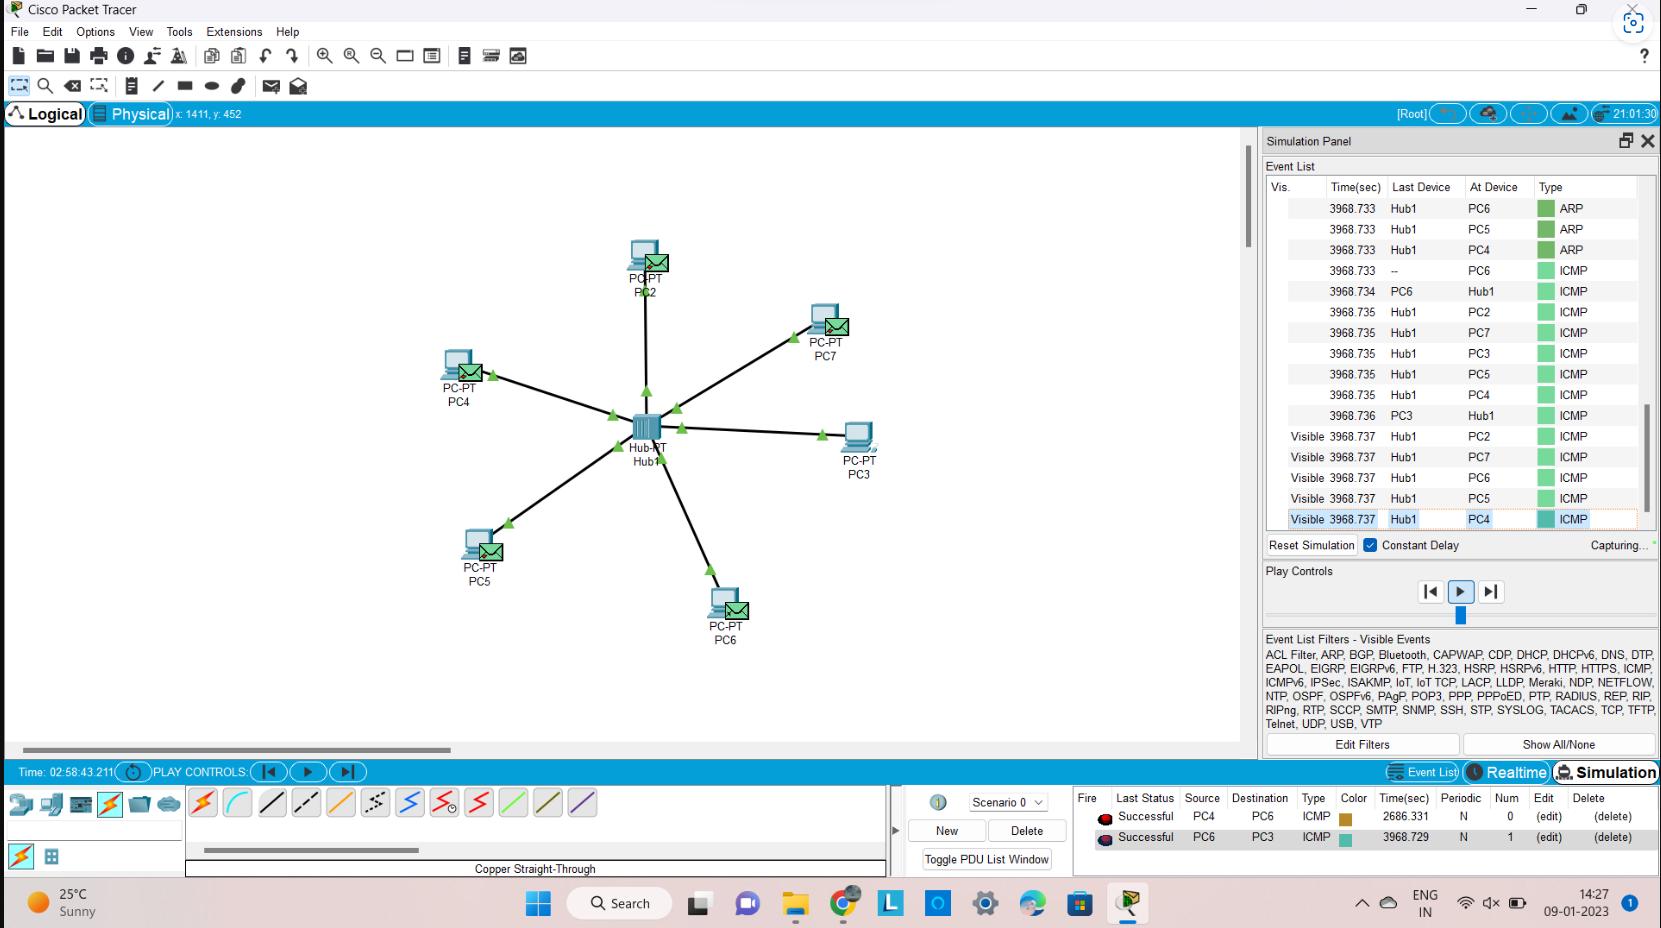 Cisco Packet Tracer
File Edit Options View Tools Extensions Help
?
Logical Physical x: 1411, y: 452 [Root] 21:01:30
Simulation Panel
Event List
Vis. Time(sec) Last Device At Device Type
3968.733 Hub1 PC6 ARP
3968.733 Hub1 PC5 ARP
3968.733 Hub1 PC4 ARP
3968.733 -- PC6 ICMP
3968.734 PC6 Hub1 ICMP
3968.735 Hub1 PC2 ICMP
3968.735 Hub1 PC7 ICMP
3968.735 Hub1 PC3 ICMP
3968.735 Hub1 PC5 ICMP
3968.735 Hub1 PC4 ICMP
3968.736 PC3 Hub1 ICMP
Visible 3968.737 Hub1 PC2 ICMP
Visible 3968.737 Hub1 PC7 ICMP
Visible 3968.737 Hub1 PC6 ICMP
Visible 3968.737 Hub1 PC5 ICMP
Visible 3968.737 Hub1 PC4 ICMP
Reset Simulation Constant Delay Capturing...
Play Controls
Event List Filters - Visible Events
ACL Filter, ARP, BGP, Bluetooth, CAPWAP, CDP, DHCP, DHCPv6, DNS, DTP,
EAPOL, EIGRP, EIGRPv6, FTP, H.323, HSRP, HSRPv6, HTTP, HTTPS, ICMP,
ICMPv6, IPSec, ISAKMP, IoT, IoT TCP, LACP, LLDP, Meraki, NDP, NETFLOW,
NTP, OSPF, OSPFv6, PAgP, POP3, PPP, PPPoED, PTP, RADIUS, REP, RIP,
RIPng, RTP, SCCP, SMTP, SNMP, SSH, STP, SYSLOG, TACACS, TCP, TFTP,
Telnet, UDP, USB, VTP
Edit Filters Show All/None
PC-PT
PC2
PC-PT
PC7
PC-PT
PC4
Hub-PT
Hub1
PC-PT
PC3
PC-PT
PC5
PC-PT
PC6
Time: 02:58:43.211 PLAY CONTROLS: Event List Realtime Simulation
Scenario 0
New Delete
Toggle PDU List Window
Fire Last Status Source Destination Type Color Time(sec) Periodic Num Edit Delete
Successful PC4 PC6 ICMP 2686.331 N 0 (edit) (delete)
Successful PC6 PC3 ICMP 3968.729 N 1 (edit) (delete)
Copper Straight-Through
25°C
Sunny
Search
L
ENG
IN
14:27
09-01-2023
1